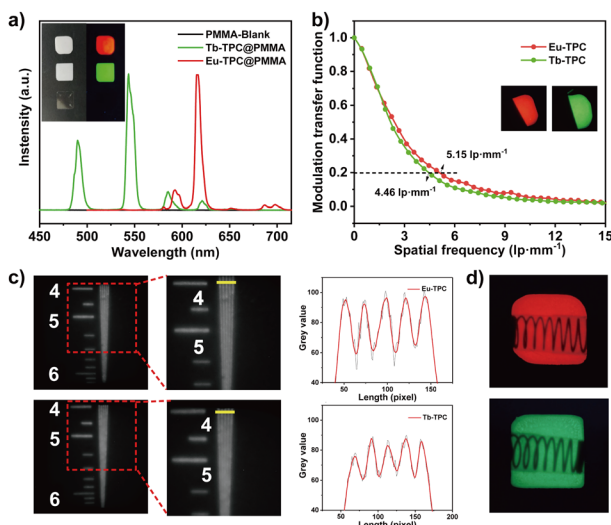 a)
PMMA-Blank
Tb-TPC@PMMA
Eu-TPC@PMMA
Intensity (a.u.)
450 500 550 600 650 700
Wavelength (nm)
b)
Modulation transfer function
1.0
0.8
0.6
0.4
0.2
0.0
Eu-TPC
Tb-TPC
5.15 lp·mm⁻¹
4.46 lp·mm⁻¹
0 3 6 9 12 15
Spatial frequency (lp·mm⁻¹)
c)
4
5
6
4
5
Grey value
100
80
60
40
Eu-TPC
50 100 150
Length (pixel)
4
5
6
4
5
Grey value
100
80
60
40
Tb-TPC
50 100 150 200
Length (pixel)
d)